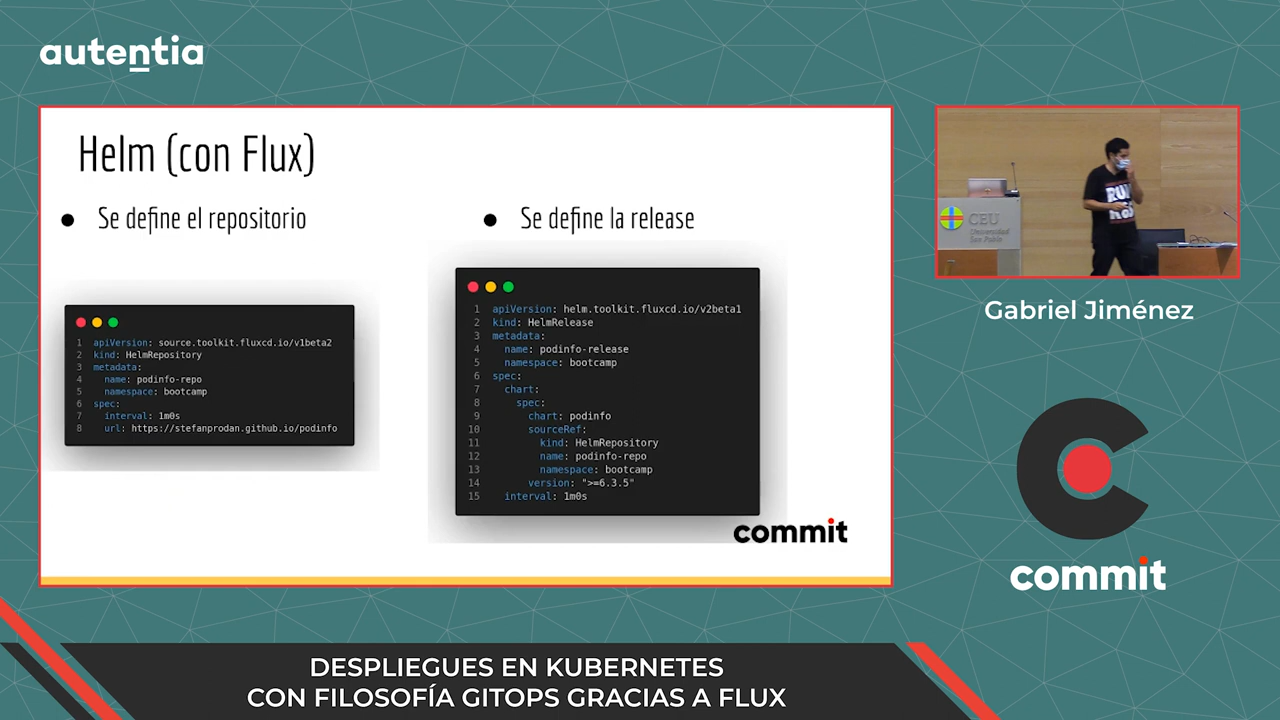 autentia
Helm (con Flux)
● Se define el repositorio
1 apiVersion: source.toolkit.fluxcd.io/v1beta2
2 kind: HelmRepository
3 metadata:
4 name: podinfo-repo
5 namespace: bootcamp
6 spec:
7 interval: 1m0s
8 url: https://stefanprodan.github.io/podinfo
● Se define la release
1 apiVersion: helm.toolkit.fluxcd.io/v2beta1
2 kind: HelmRelease
3 metadata:
4 name: podinfo-release
5 namespace: bootcamp
6 spec:
7 chart:
8 spec:
9 chart: podinfo
10 sourceRef:
11 kind: HelmRepository
12 name: podinfo-repo
13 namespace: bootcamp
14 version: ">=6.3.5"
15 interval: 1m0s
commit
CEU
Universidad
San Pablo
Gabriel Jiménez
commit
DESPLIEGUES EN KUBERNETES
CON FILOSOFÍA GITOPS GRACIAS A FLUX